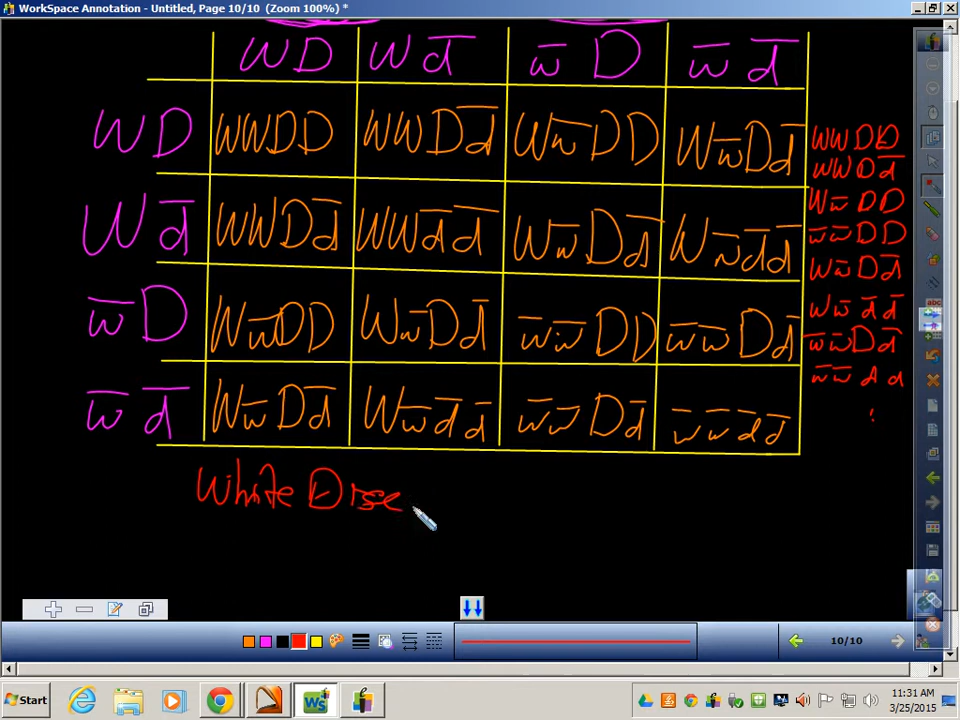 WorkSpace Annotation - Untitled, Page 10/10 (Zoom 100%) *
WD Wd̅ w̅D w̅d̅
WD WWDD WWDd̅ Ww̅DD Ww̅Dd̅
Wd̅ WWDd̅ WWd̅d̅ Ww̅Dd̅ Ww̅d̅d̅
w̅D Ww̅DD Ww̅Dd̅ w̅w̅DD w̅w̅Dd̅
w̅d̅ Ww̅Dd̅ Ww̅d̅d̅ w̅w̅Dd̅ w̅w̅d̅d̅
WWDD
WWDd̅
Ww̅DD
w̅w̅DD
Ww̅Dd̅
Ww̅d̅d̅
w̅w̅Dd̅
w̅w̅dd
White Disc
abc
10/10
Start
11:31 AM
3/25/2015